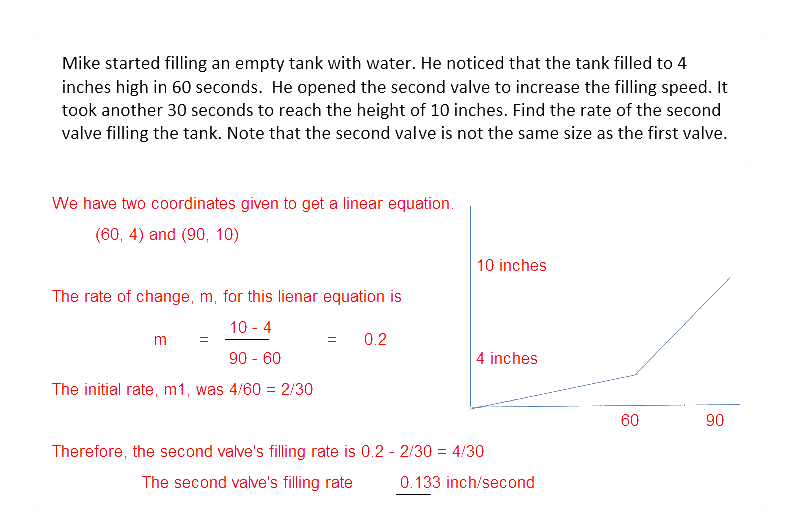 Mike started filling an empty tank with water. He noticed that the tank filled to 4
inches high in 60 seconds.  He opened the second valve to increase the filling speed. It
took another 30 seconds to reach the height of 10 inches. Find the rate of the second
valve filling the tank. Note that the second valve is not the same size as the first valve.
We have two coordinates given to get a linear equation.
(60, 4) and (90, 10)
10 inches
The rate of change, m, for this lienar equation is
10 - 4
m = = 0.2
90 - 60
4 inches
The initial rate, m1, was 4/60 = 2/30
60 90
Therefore, the second valve's filling rate is 0.2 - 2/30 = 4/30
The second valve's filling rate 0.133 inch/second